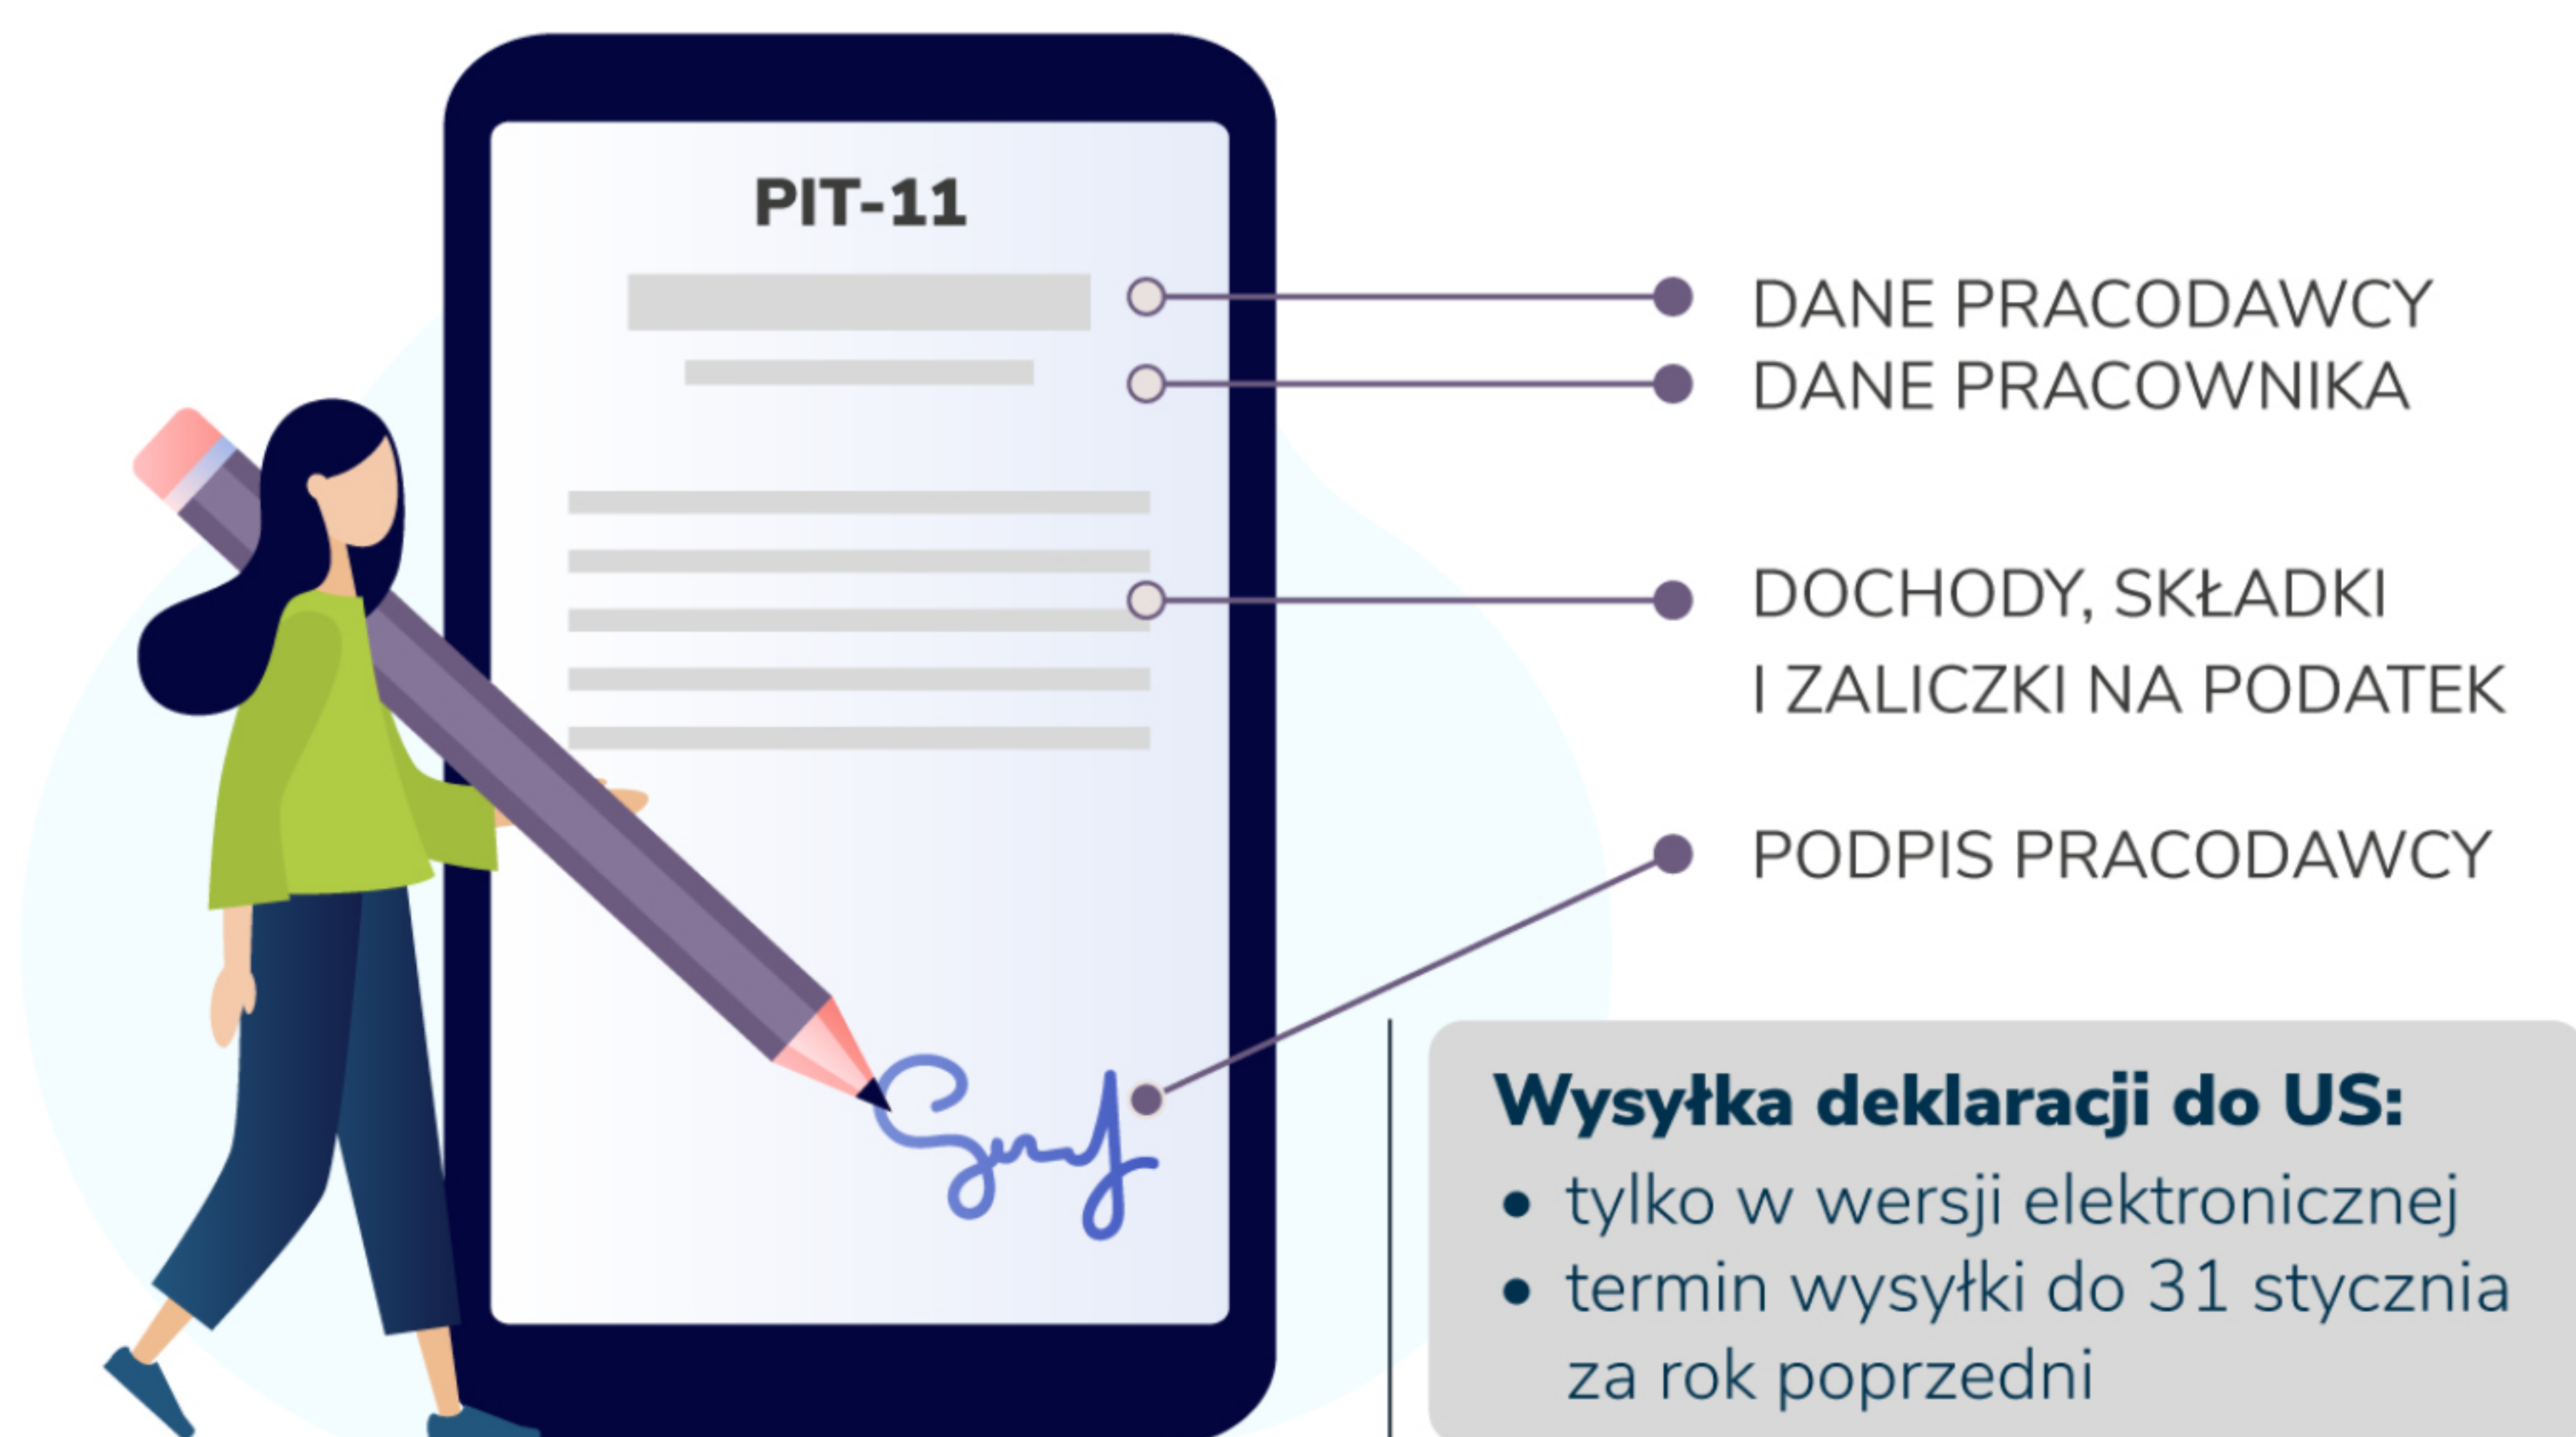 PIT-11
DANE PRACODAWCY
DANE PRACOWNIKA
DOCHODY, SKŁADKI
I ZALICZKI NA PODATEK
PODPIS PRACODAWCY
Wysyłka deklaracji do US:
• tylko w wersji elektronicznej
• termin wysyłki do 31 stycznia
za rok poprzedni